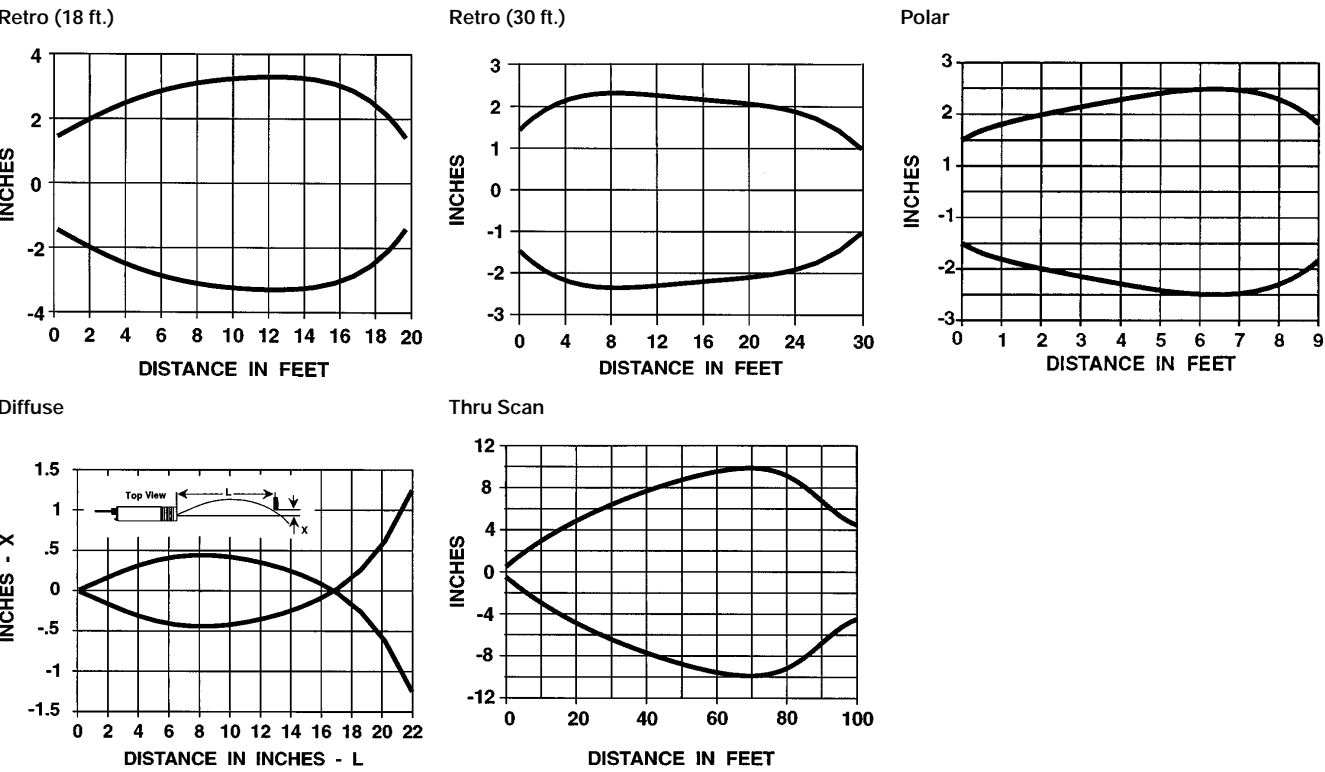 Retro (18 ft.)
4
2
0
-2
-4
INCHES
0 2 4 6 8 10 12 14 16 18 20
DISTANCE IN FEET
Retro (30 ft.)
3
2
1
0
-1
-2
-3
INCHES
0 4 8 12 16 20 24 30
DISTANCE IN FEET
Polar
3
2
1
-1
-2
-3
INCHES
0 1 2 3 4 5 6 7 8 9
DISTANCE IN FEET
Diffuse
1.5
1
.5
0
-.5
-1
-1.5
INCHES - X
Top View
L
X
0 2 4 6 8 10 12 14 16 18 20 22
DISTANCE IN INCHES - L
Thru Scan
12
8
4
0
-4
-8
-12
INCHES
0 20 40 60 80 100
DISTANCE IN FEET